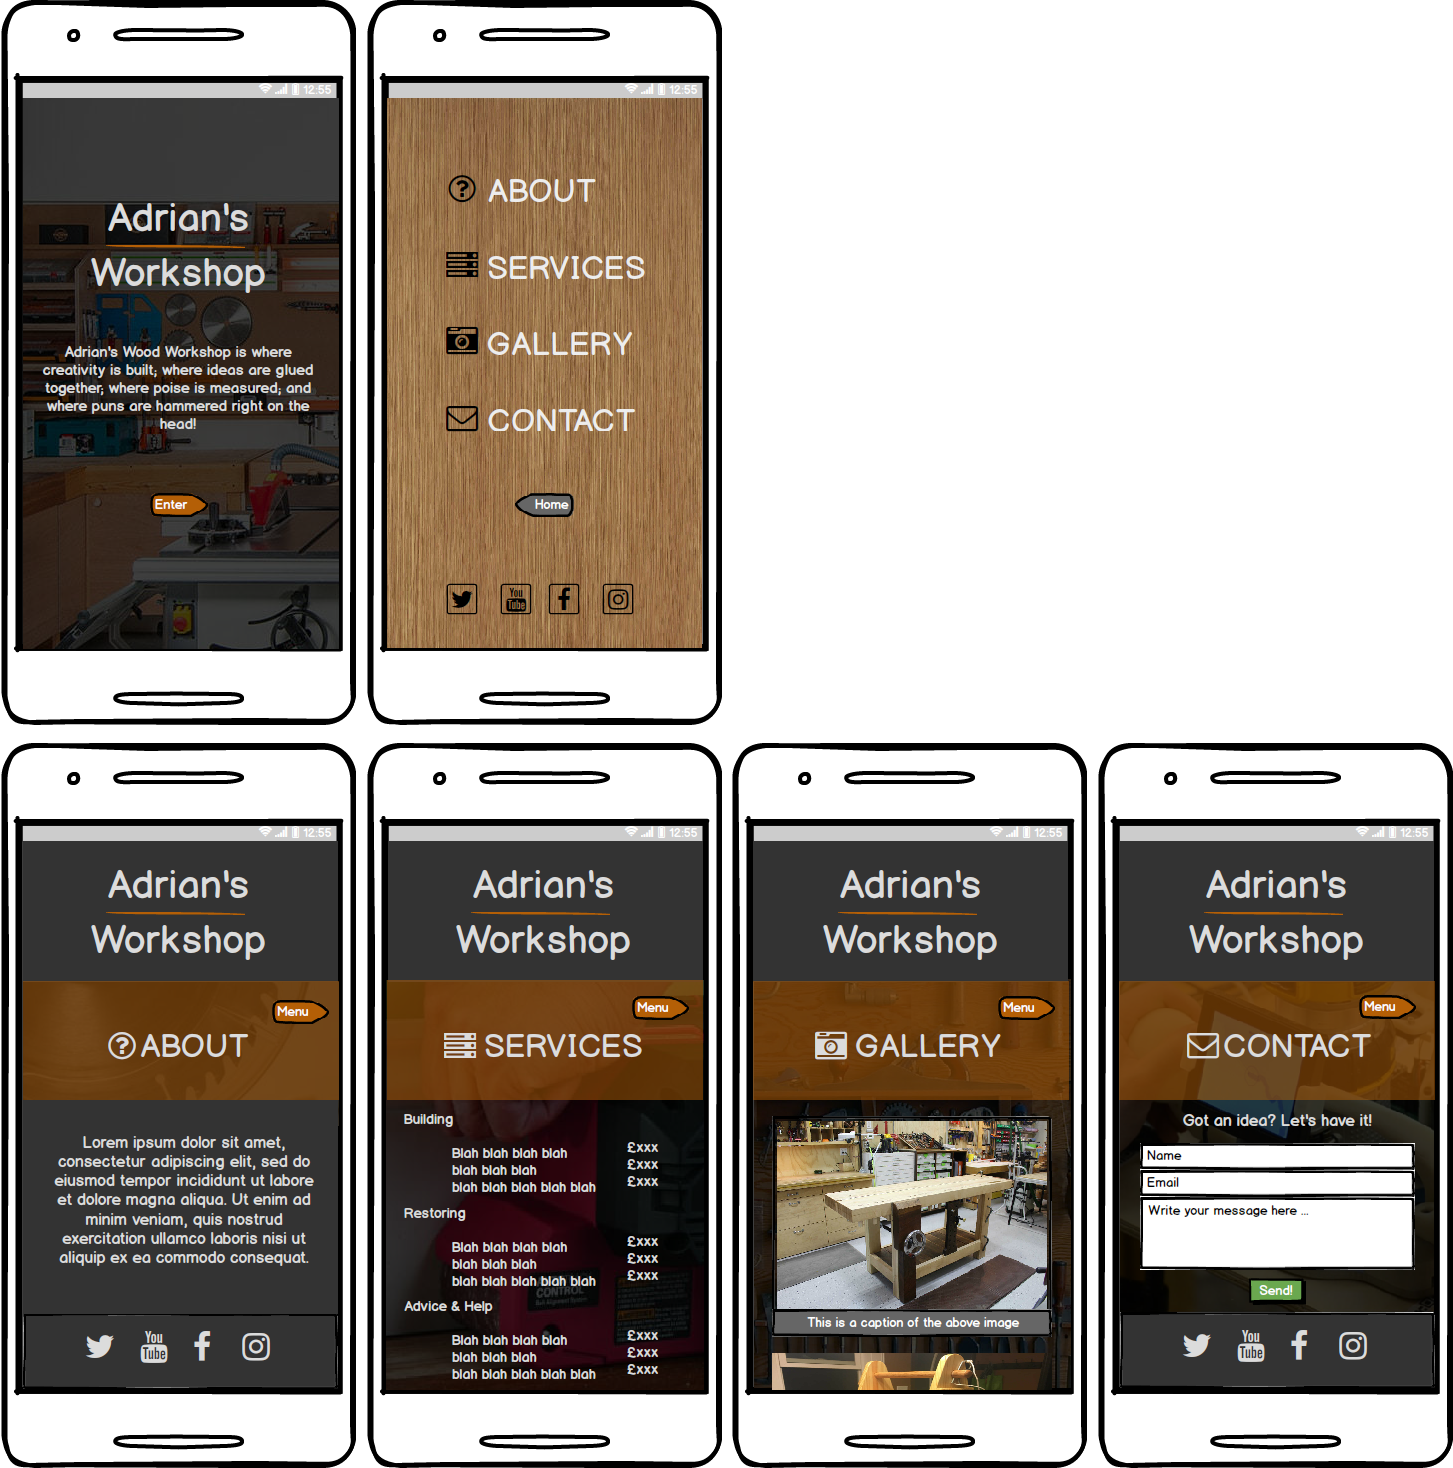 12:55
Adrian's
Workshop
Adrian's Wood Workshop is where
creativity is built; where ideas are glued
together; where poise is measured; and
where puns are hammered right on the
head!
Enter
12:55
ABOUT
SERVICES
GALLERY
CONTACT
Home
You
Tube
12:55
Adrian's
Workshop
Menu
ABOUT
Lorem ipsum dolor sit amet,
consectetur adipiscing elit, sed do
eiusmod tempor incididunt ut labore
et dolore magna aliqua. Ut enim ad
minim veniam, quis nostrud
exercitation ullamco laboris nisi ut
aliquip ex ea commodo consequat.
You
Tube
12:55
Adrian's
Workshop
Menu
SERVICES
Building
Blah blah blah blah £xxx
blah blah blah £xxx
blah blah blah blah blah £xxx
Restoring
Blah blah blah blah £xxx
blah blah blah £xxx
blah blah blah blah blah £xxx
CONTROL
Advice & Help
Blah blah blah blah £xxx
blah blah blah £xxx
blah blah blah blah blah £xxx
12:55
Adrian's
Workshop
Menu
GALLERY
This is a caption of the above image
12:55
Adrian's
Workshop
Menu
CONTACT
Got an idea? Let's have it!
Name
Email
Write your message here ...
Send!
You
Tube